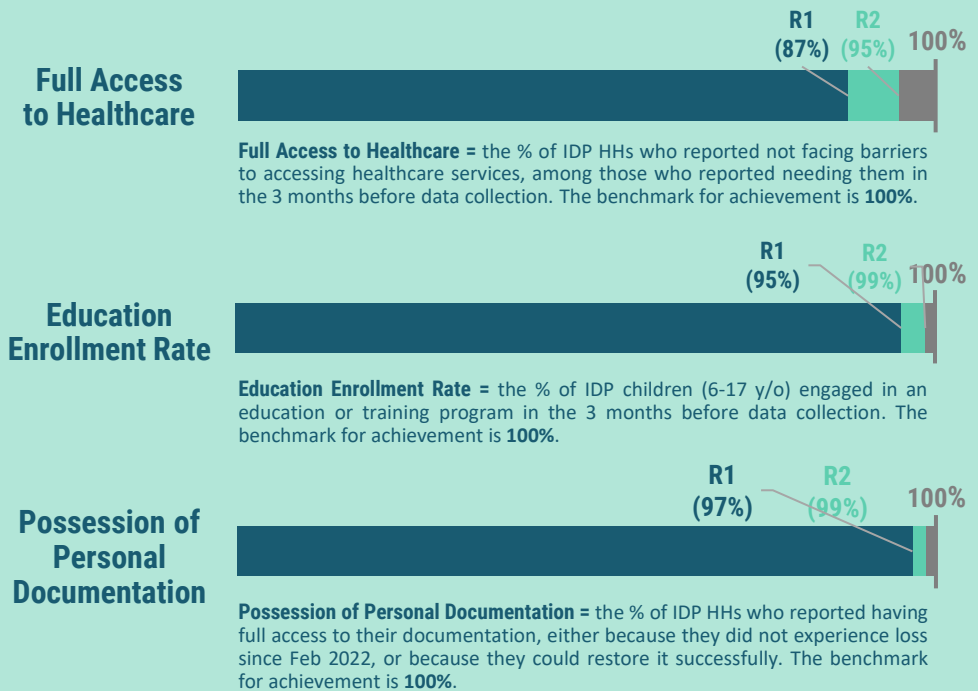 R1 R2
(87%) (95%) 100%
Full Access
to Healthcare
Full Access to Healthcare = the % of IDP HHs who reported not facing barriers
to accessing healthcare services, among those who reported needing them in
the 3 months before data collection. The benchmark for achievement is 100%.
R1 R2
(95%) (99%) 100%
Education
Enrollment Rate
Education Enrollment Rate = the % of IDP children (6-17 y/o) engaged in an
education or training program in the 3 months before data collection. The
benchmark for achievement is 100%.
R1 R2
(97%) (99%) 100%
Possession of
Personal
Documentation
Possession of Personal Documentation = the % of IDP HHs who reported having
full access to their documentation, either because they did not experience loss
since Feb 2022, or because they could restore it successfully. The benchmark
for achievement is 100%.